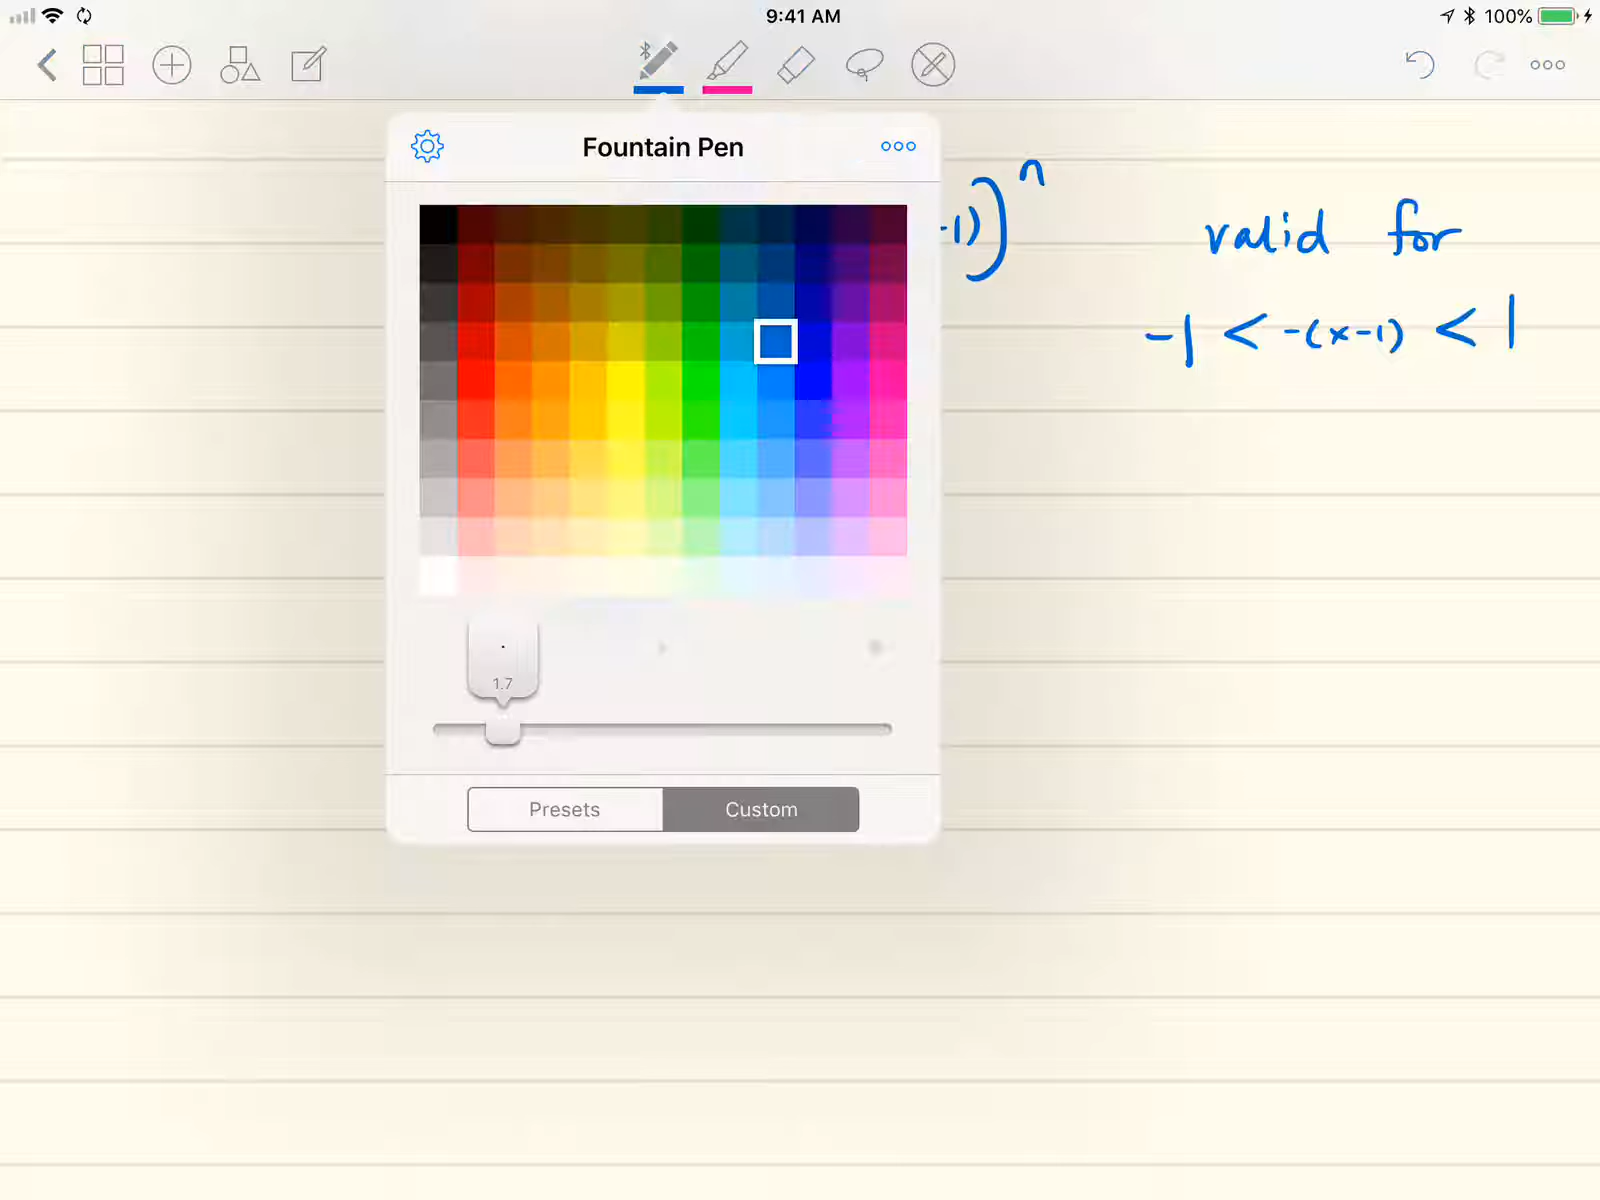 9:41 AM
100%
Fountain Pen
-1))ⁿ
valid for
-1 < -(x-1) < 1
1.7
Presets
Custom